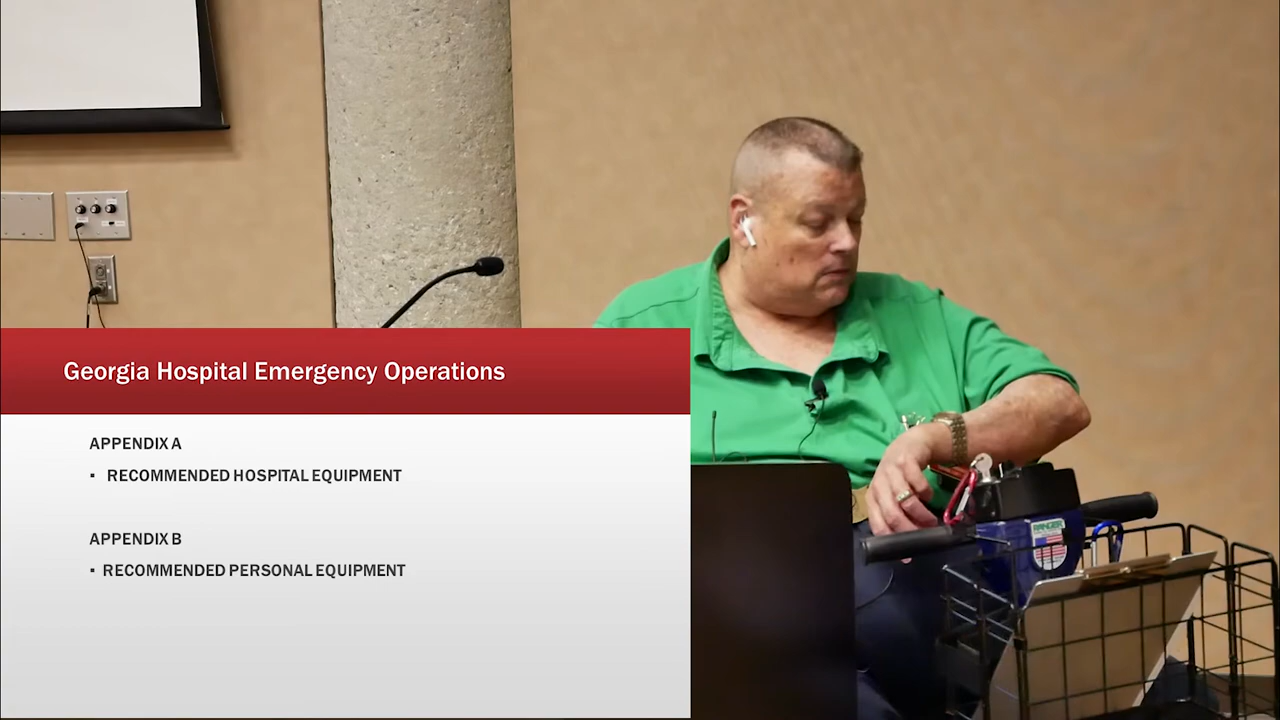 Georgia Hospital Emergency Operations
APPENDIX A
▪ RECOMMENDED HOSPITAL EQUIPMENT
APPENDIX B
▪ RECOMMENDED PERSONAL EQUIPMENT
RANGER